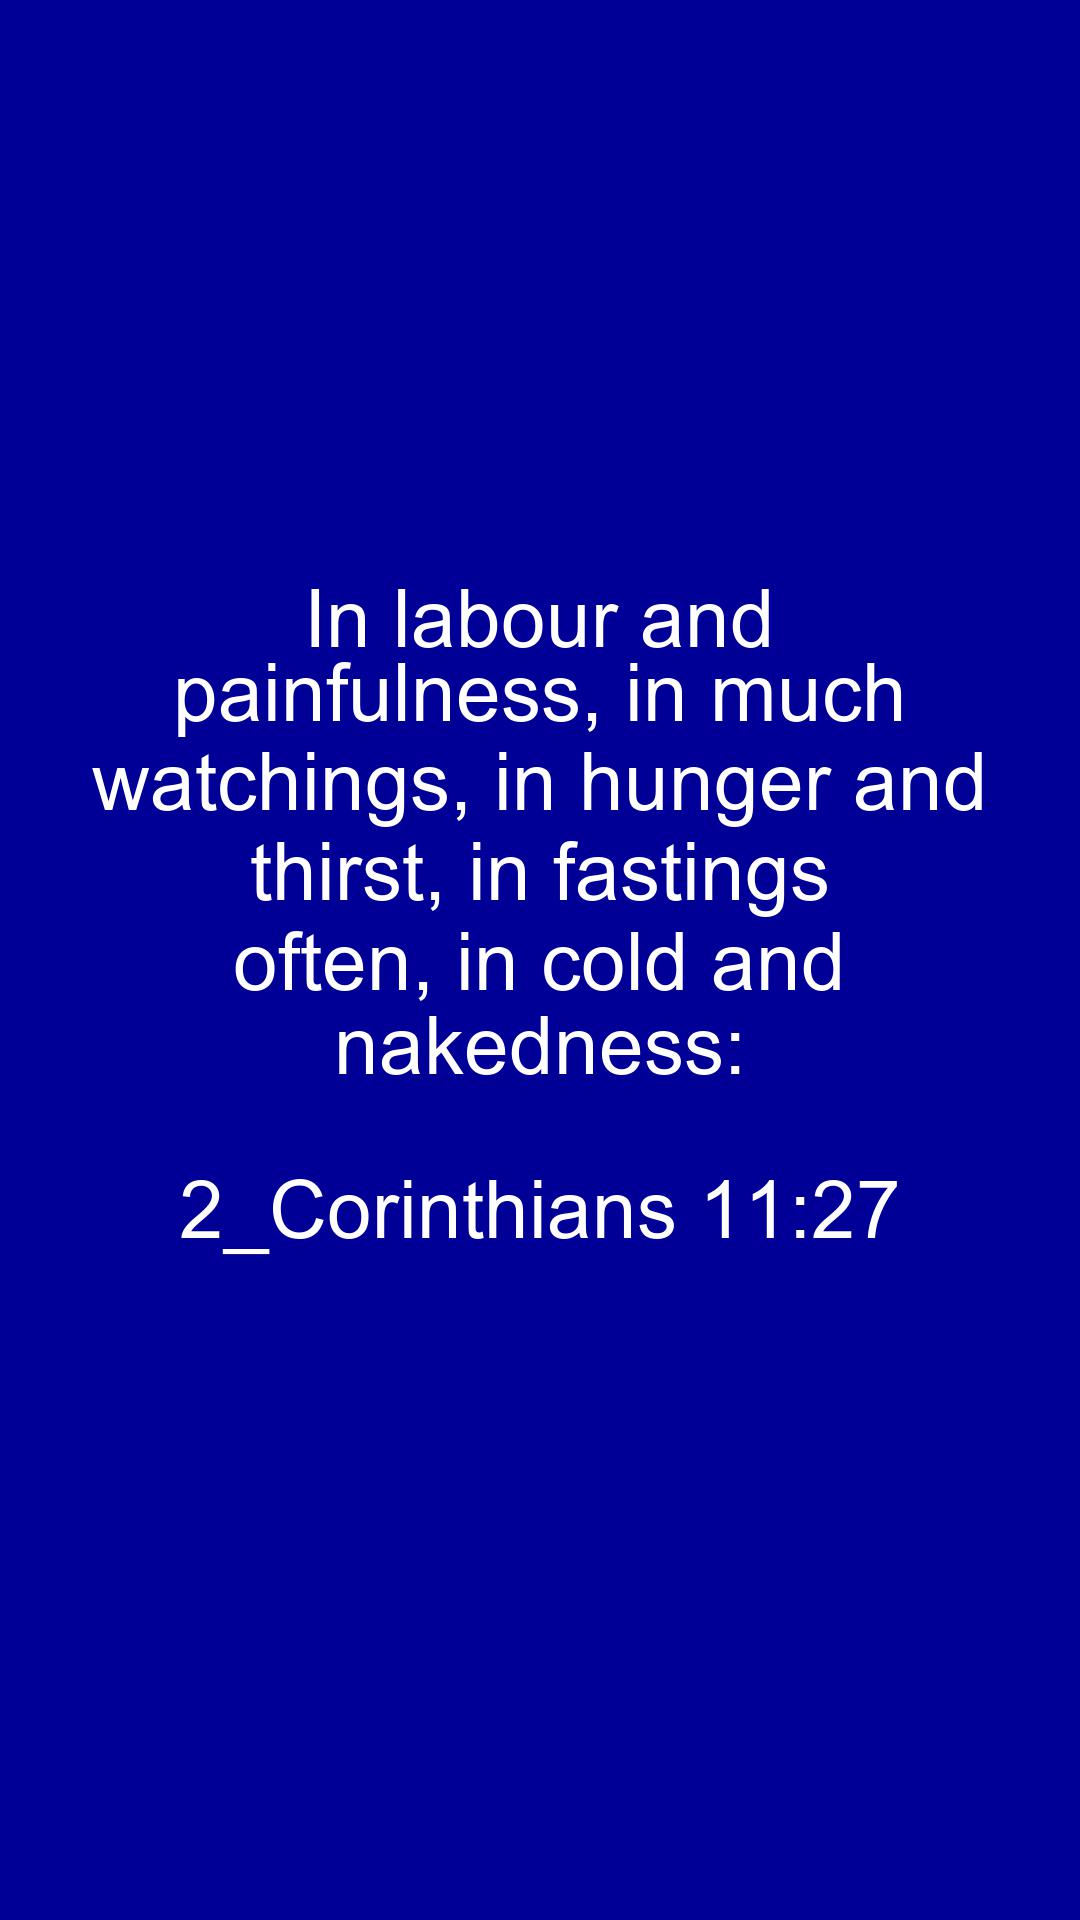 In labour and
painfulness, in much
watchings, in hunger and
thirst, in fastings
often, in cold and
nakedness:
2_Corinthians 11:27